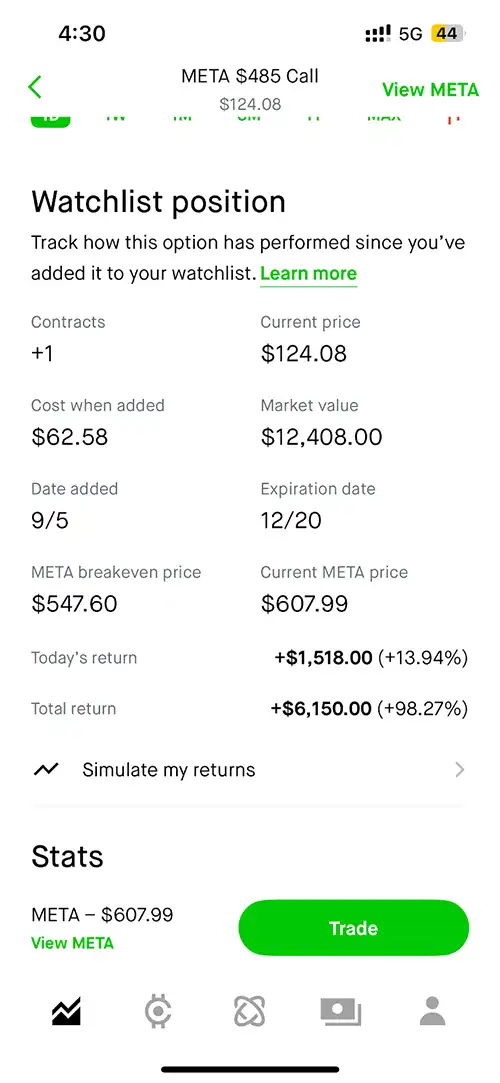 4:30
5G
44
META $485 Call
$124.08
View META
Watchlist position
Track how this option has performed since you've
added it to your watchlist. Learn more
Contracts
Current price
+1
$124.08
Cost when added
Market value
$62.58
$12,408.00
Date added
Expiration date
9/5
12/20
META breakeven price
Current META price
$547.60
$607.99
Today's return
+$1,518.00 (+13.94%)
Total return
+$6,150.00 (+98.27%)
Simulate my returns
Stats
META – $607.99
View META
Trade